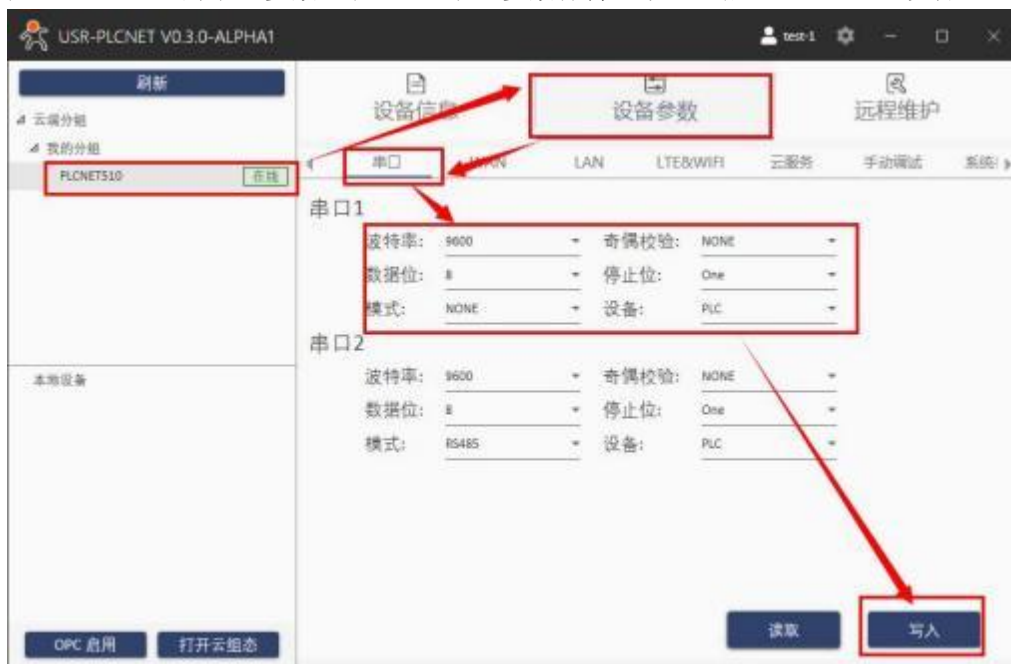 USR-PLCNET V0.3.0-ALPHA1
test-1
刷新
云端分组
我的分组
PLCNET510 在线
本地设备
OPC 启用 打开云组态
设备信息 设备参数 远程维护
串口 LAN LTE&WIFI 云服务 手动调试 系统
串口1
波特率: 9600 奇偶校验: NONE
数据位: 8 停止位: One
模式: NONE 设备: PLC
串口2
波特率: 9600 奇偶校验: NONE
数据位: 8 停止位: One
模式: RS485 设备: PLC
读取 写入